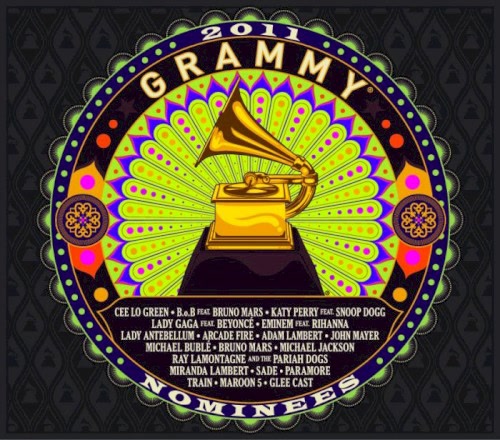 2011
GRAMMY®
CEE LO GREEN • B.o.B FEAT. BRUNO MARS • KATY PERRY FEAT. SNOOP DOGG
LADY GAGA FEAT. BEYONCÉ • EMINEM FEAT. RIHANNA
LADY ANTEBELLUM • ARCADE FIRE • ADAM LAMBERT • JOHN MAYER
MICHAEL BUBLÉ • BRUNO MARS • MICHAEL JACKSON
RAY LAMONTAGNE AND THE PARIAH DOGS
MIRANDA LAMBERT • SADE • PARAMORE
TRAIN • MAROON 5 • GLEE CAST
NOMINEES